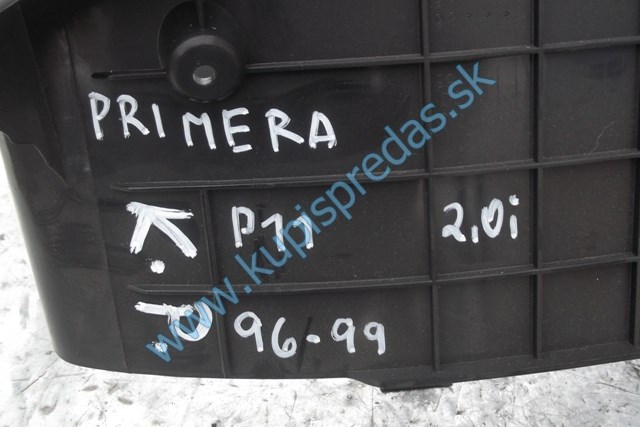 PRIMERA
P11 2,0i
96-99
www.kupispredas.sk